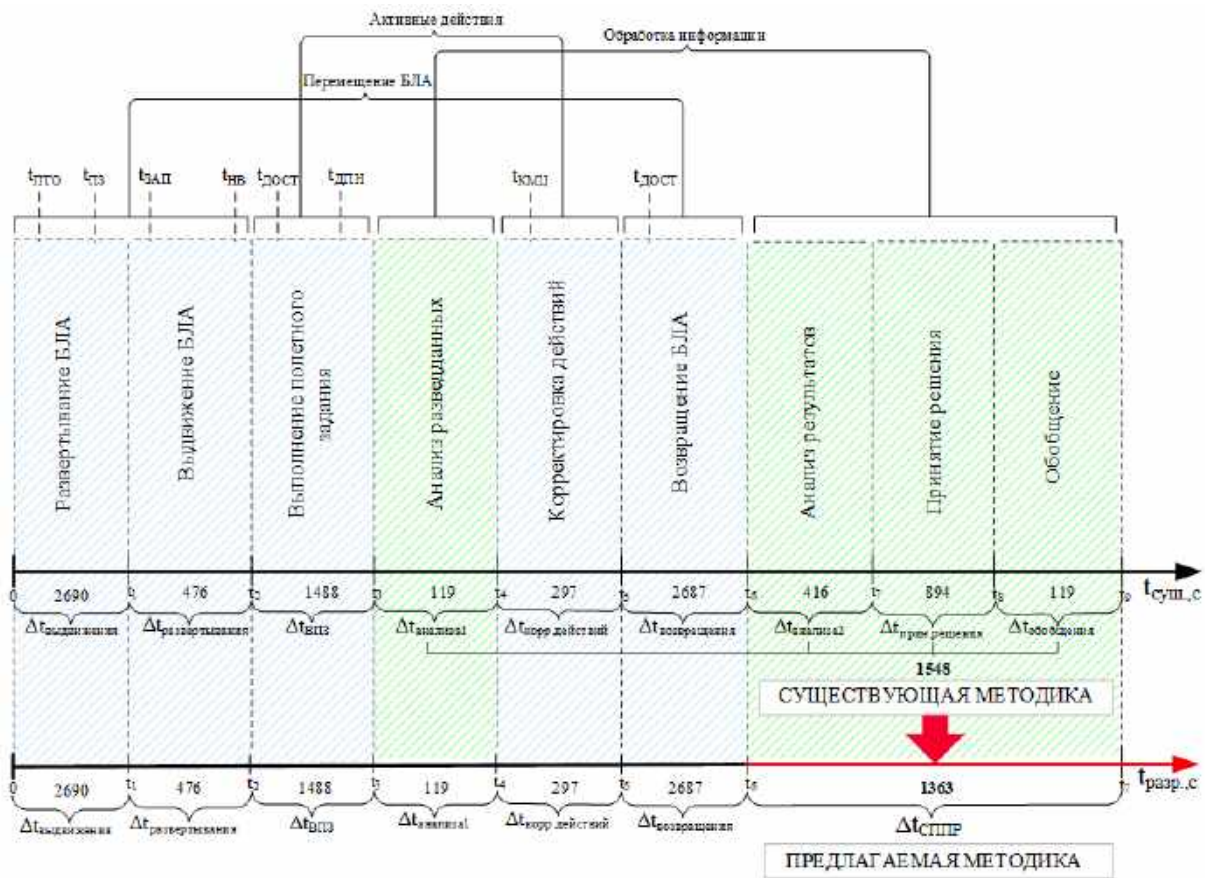 Активные действия
Обработка информации
Перемещение БЛА
tПТО tПЗ tЗАП tНВ tДОСТ tДПН tКМЦ tДОСТ
Развертывание БЛА
Выдвижение БЛА
Выполнение полетного
задания
Анализ разведданных
Корректировка действий
Возвращение БЛА
Анализ результатов
Принятие решения
Обобщение
0 2690 t1 476 t2 1488 t3 119 t4 297 t5 2687 t6 416 t7 894 t8 119 t9 tсущ.,с
Δtвыдвижения Δtразвертывания ΔtВПЗ Δtанализа1 Δtкорр.действий Δtвозвращения Δtанализа2 Δtприн.решения Δtобобщения
1548
СУЩЕСТВУЮЩАЯ МЕТОДИКА
0 2690 t1 476 t2 1488 t3 119 t4 297 t5 2687 t6 1363 t7 tразр.,с
Δtвыдвижения Δtразвертывания ΔtВПЗ Δtанализа1 Δtкорр.действий Δtвозвращения ΔtСППР
ПРЕДЛАГАЕМАЯ МЕТОДИКА